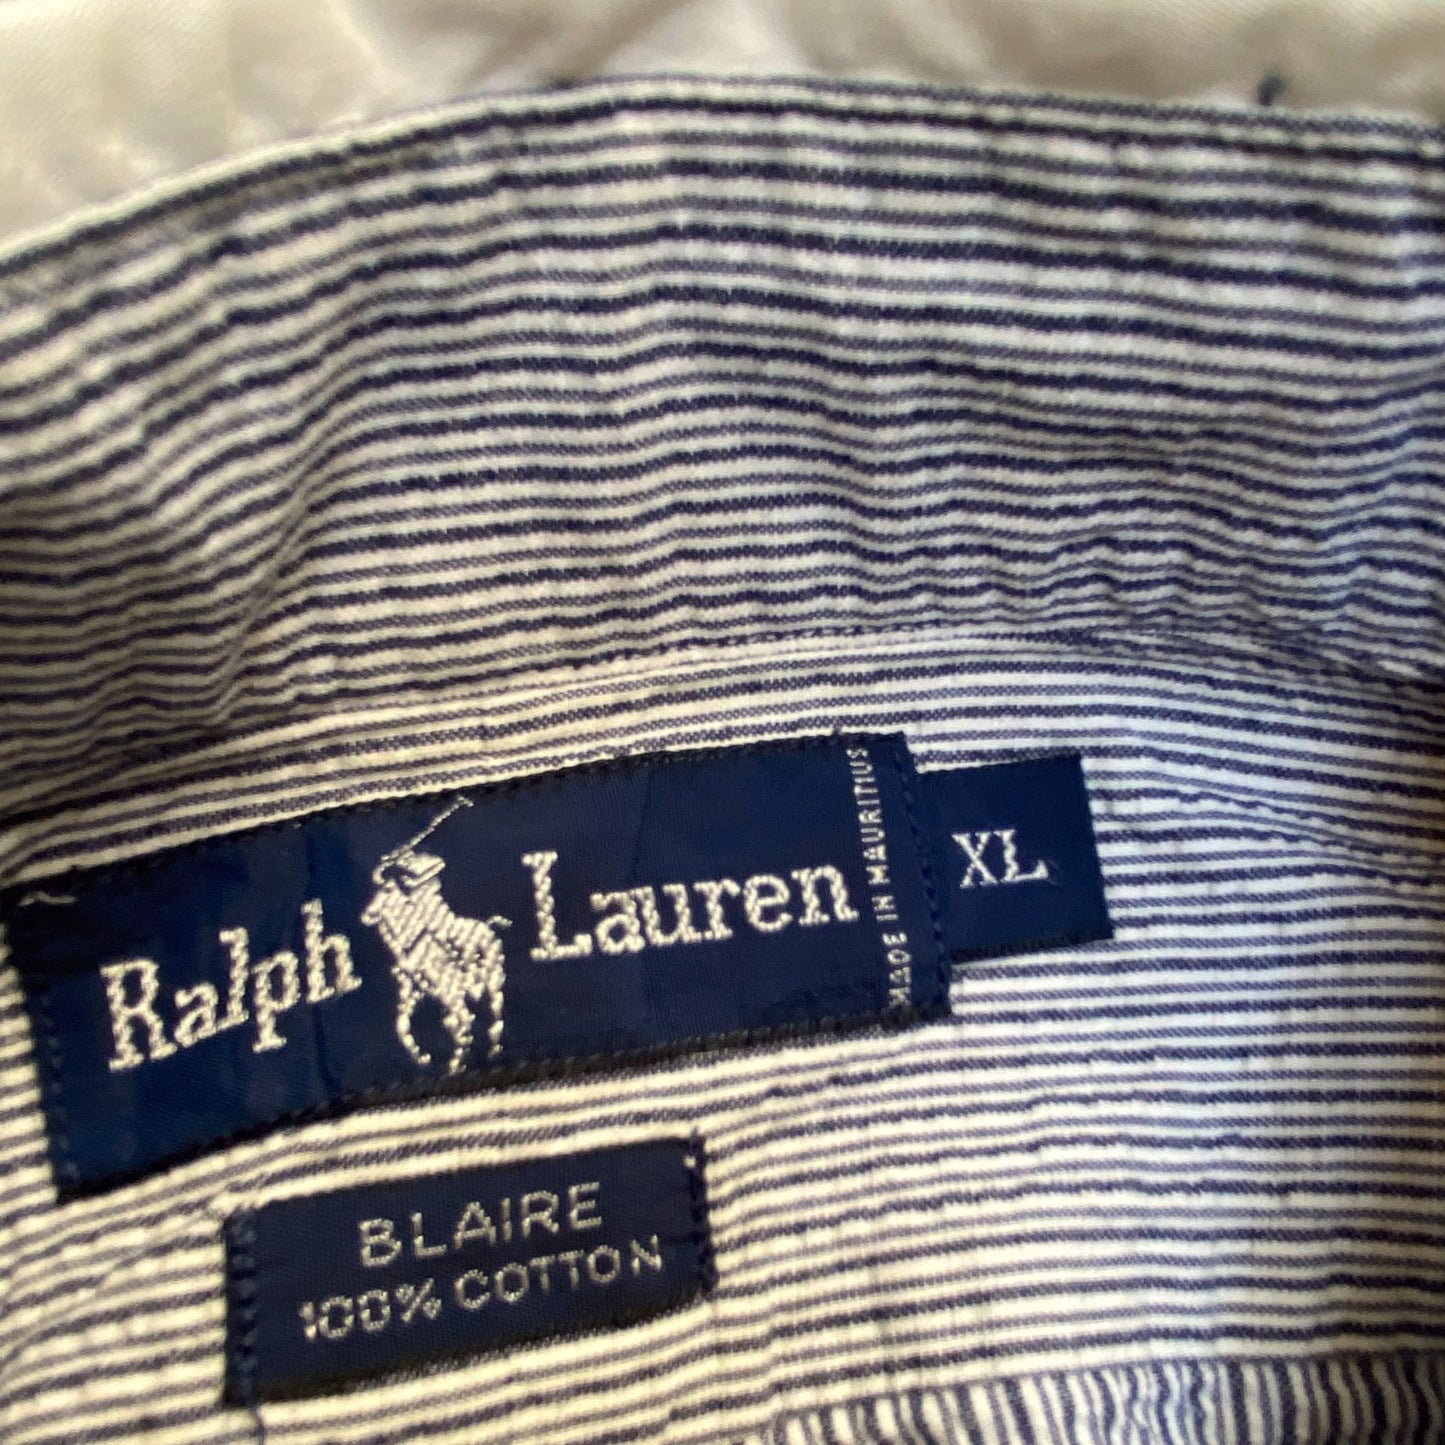 Ralph Lauren
MADE IN MAURITIUS
XL
BLAIRE
100% COTTON